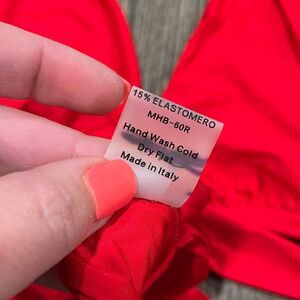 15% ELASTOMERO
MHB-60R
Hand Wash Cold
Dry Flat
Made in Italy